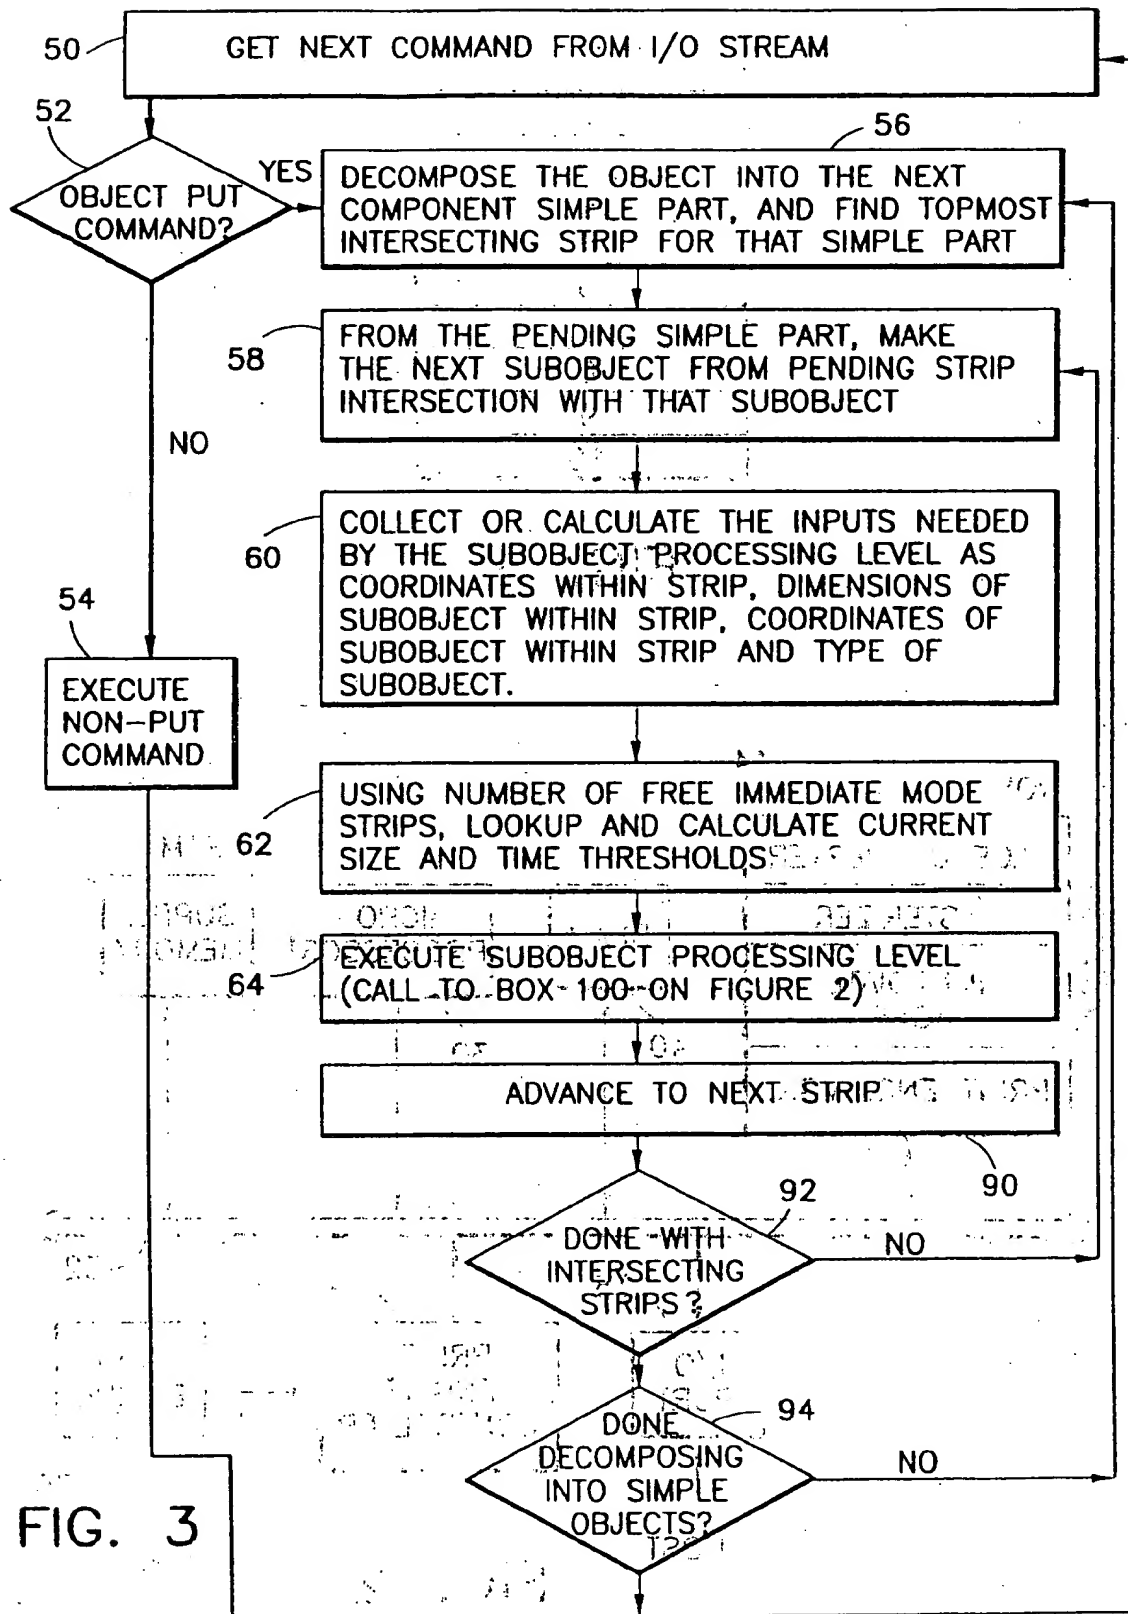 50
GET NEXT COMMAND FROM I/O STREAM
52
OBJECT PUT
COMMAND?
YES
56
DECOMPOSE THE OBJECT INTO THE NEXT
COMPONENT SIMPLE PART, AND FIND TOPMOST
INTERSECTING STRIP FOR THAT SIMPLE PART
58
FROM THE PENDING SIMPLE PART, MAKE
THE NEXT SUBOBJECT FROM PENDING STRIP
INTERSECTION WITH THAT SUBOBJECT
NO
60
COLLECT OR CALCULATE THE INPUTS NEEDED
BY THE SUBOBJECT PROCESSING LEVEL AS
COORDINATES WITHIN STRIP, DIMENSIONS OF
SUBOBJECT WITHIN STRIP, COORDINATES OF
SUBOBJECT WITHIN STRIP AND TYPE OF
SUBOBJECT.
54
EXECUTE
NON-PUT
COMMAND
62
USING NUMBER OF FREE IMMEDIATE MODE
STRIPS, LOOKUP AND CALCULATE CURRENT
SIZE AND TIME THRESHOLDS
64
EXECUTE SUBOBJECT PROCESSING LEVEL
(CALL TO BOX 100 ON FIGURE 2)
ADVANCE TO NEXT STRIP
90
92
DONE WITH
INTERSECTING
STRIPS?
NO
94
DONE
DECOMPOSING
INTO SIMPLE
OBJECTS?
NO
FIG. 3